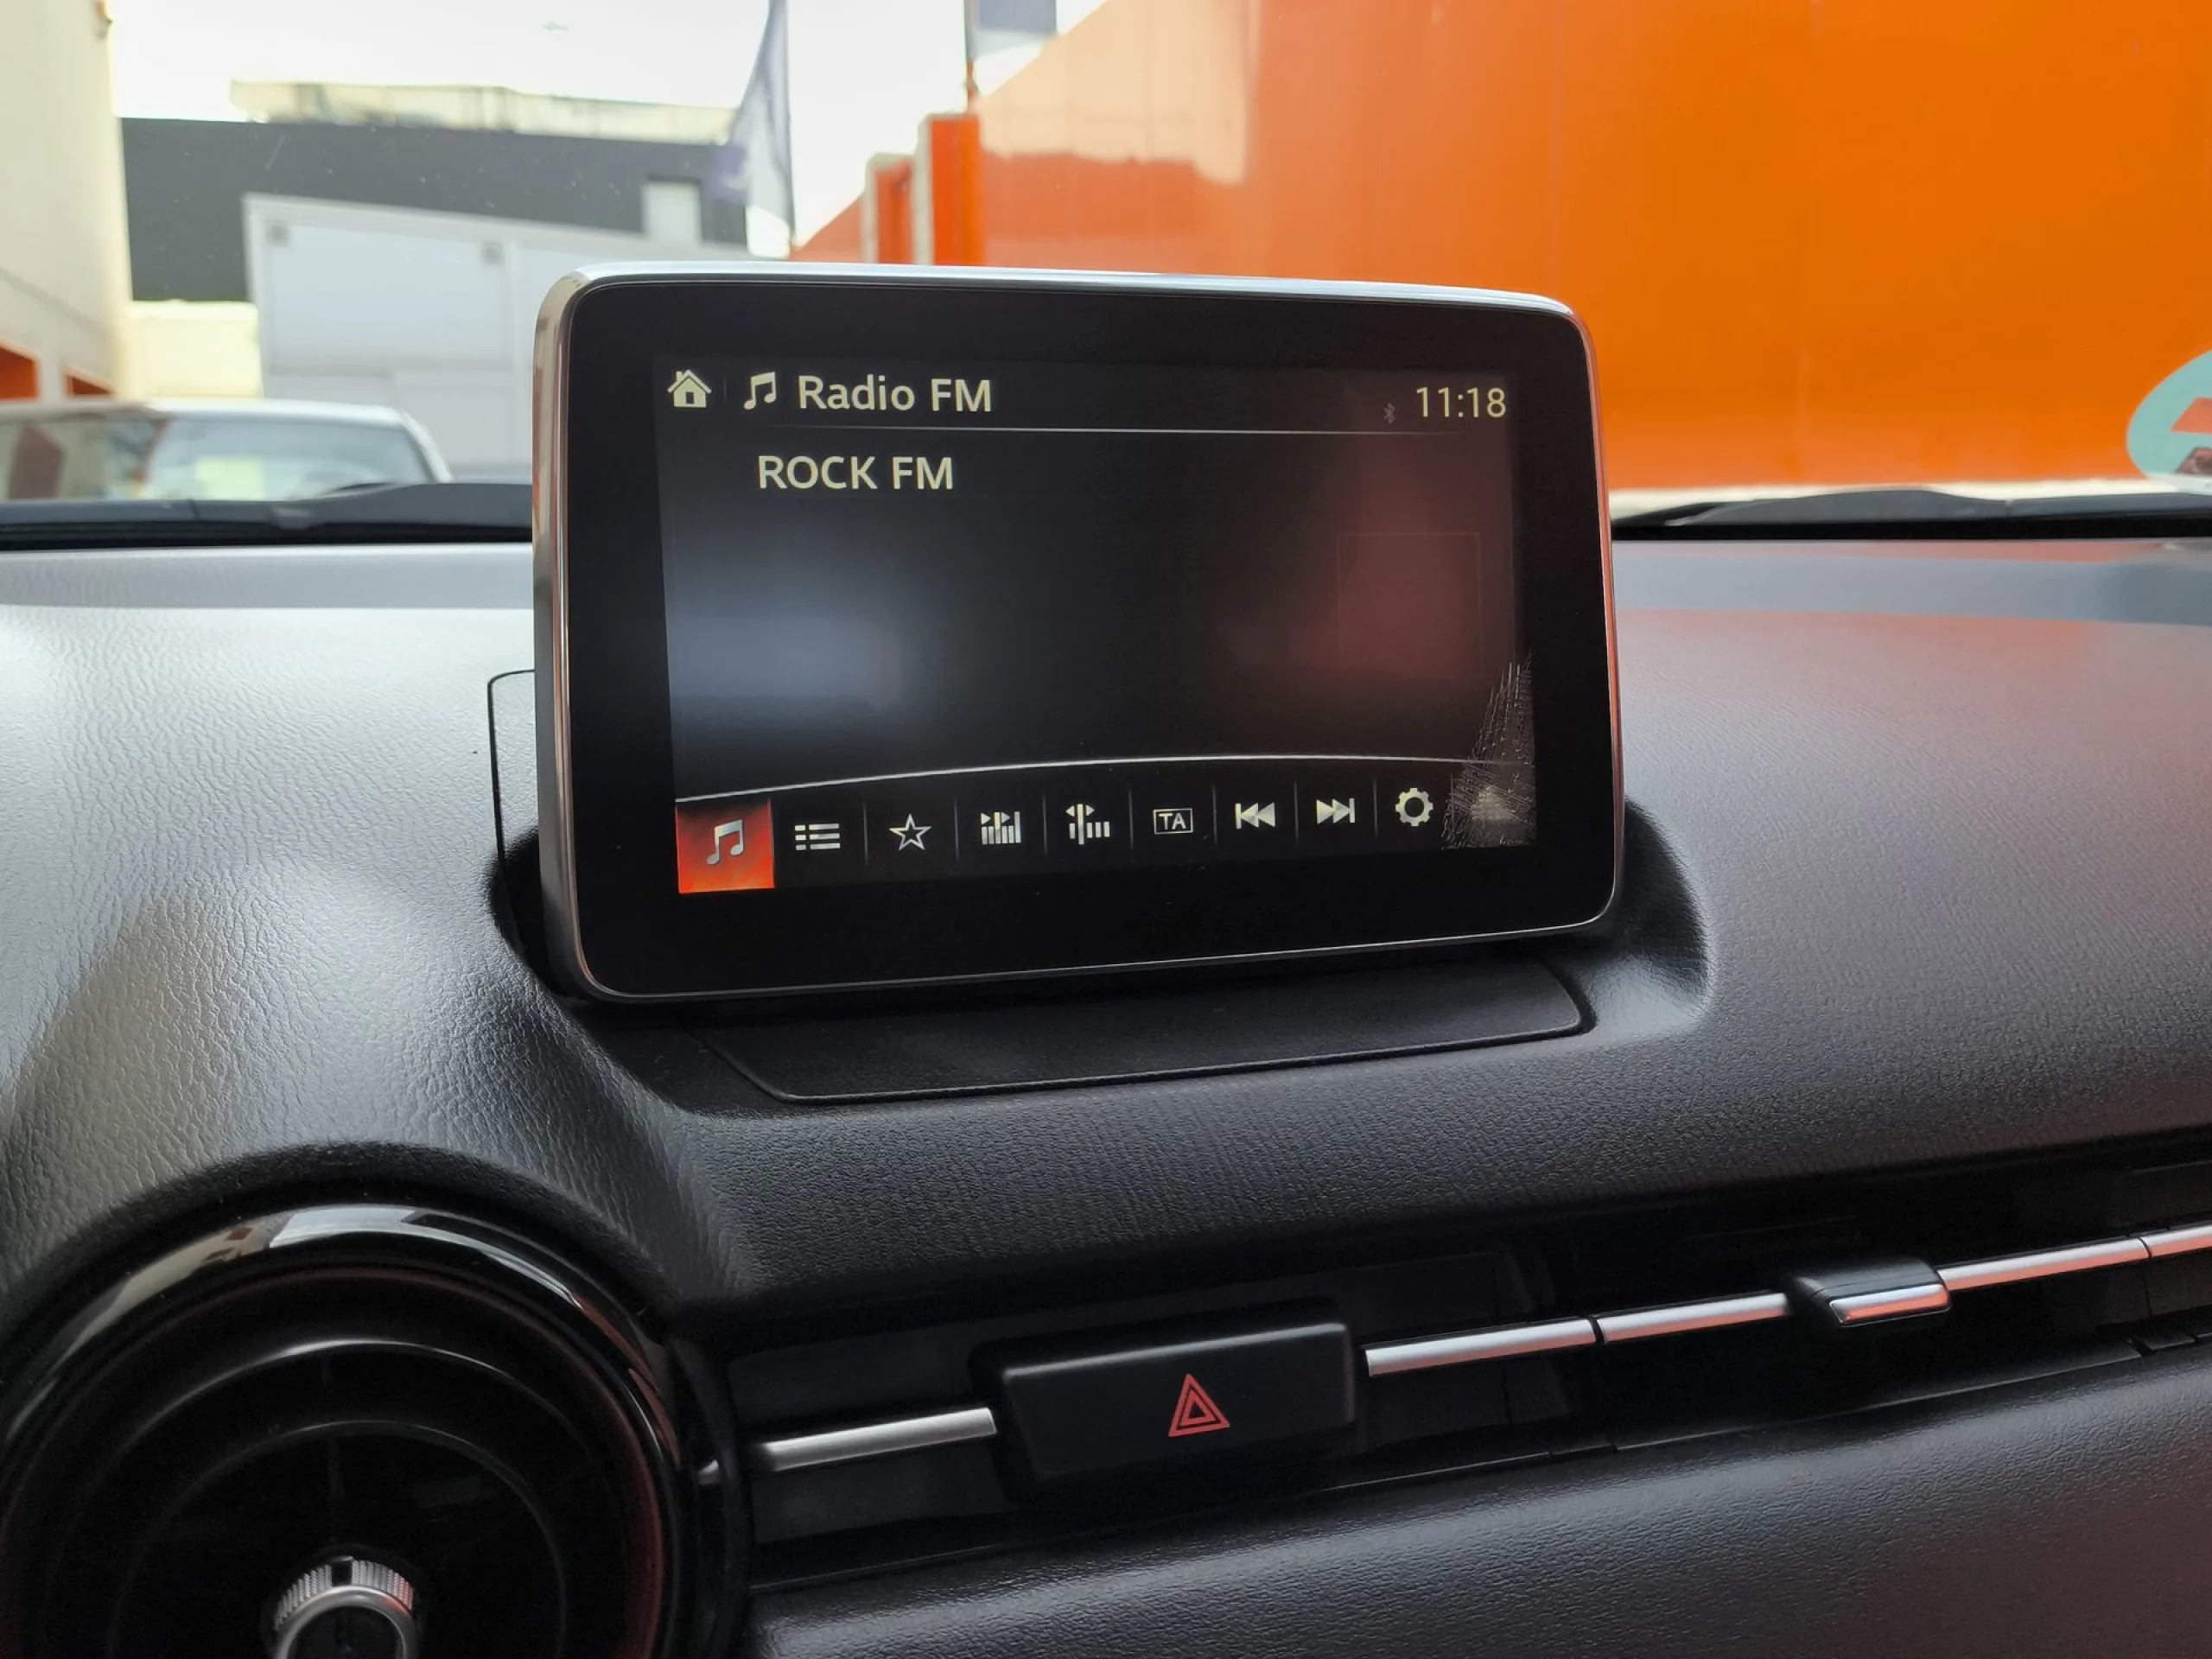 Radio FM
11:18
ROCK FM
TA